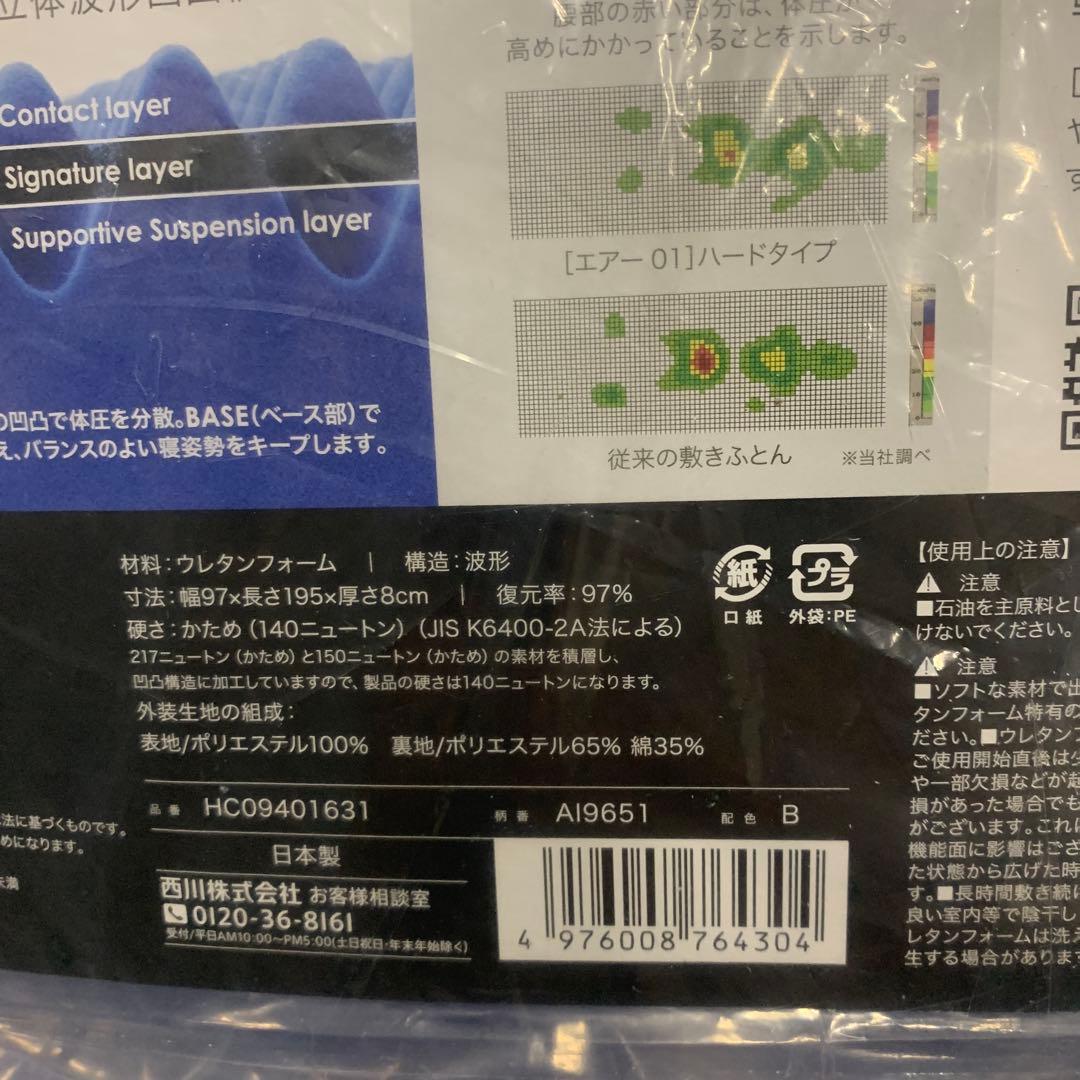 立体波形凹凸
Contact layer
Signature layer
Supportive Suspension layer
の凹凸で体圧を分散。BASE(ベース部)で
え、バランスのよい寝姿勢をキープします。
腰部の赤い部分は、体圧が
高めにかかっていることを示します。
[エアー 01]ハードタイプ
従来の敷きふとん ※当社調べ
材料:ウレタンフォーム | 構造:波形
寸法:幅97×長さ195×厚さ8cm | 復元率:97%
硬さ:かため(140ニュートン)(JIS K6400-2A法による)
217ニュートン(かため)と150ニュートン(かため)の素材を積層し、
凹凸構造に加工していますので、製品の硬さは140ニュートンになります。
外装生地の組成:
表地/ポリエステル100% 裏地/ポリエステル65% 綿35%
紙
口紙
プラ
外袋:PE
品番 HC09401631 柄番 AI9651 配色 B
法に基づくものです。
めになります。
未満
日本製
西川株式会社 お客様相談室
0120-36-8161
受付/平日AM10:00〜PM5:00(土日祝日・年末年始除く)
4 976008 764304
【使用上の注意】
注意
■石油を主原料とし
けないでください。
注意
■ソフトな素材で出
タンフォーム特有の
ださい。■ウレタンフ
ご使用開始直後は少
や一部欠損などが起
損があった場合でも
がございます。これに
機能面に影響はござ
た状態から広げた時
す。■長時間敷き続け
良い室内等で陰干し
レタンフォームは洗え
生する場合があります
や
す